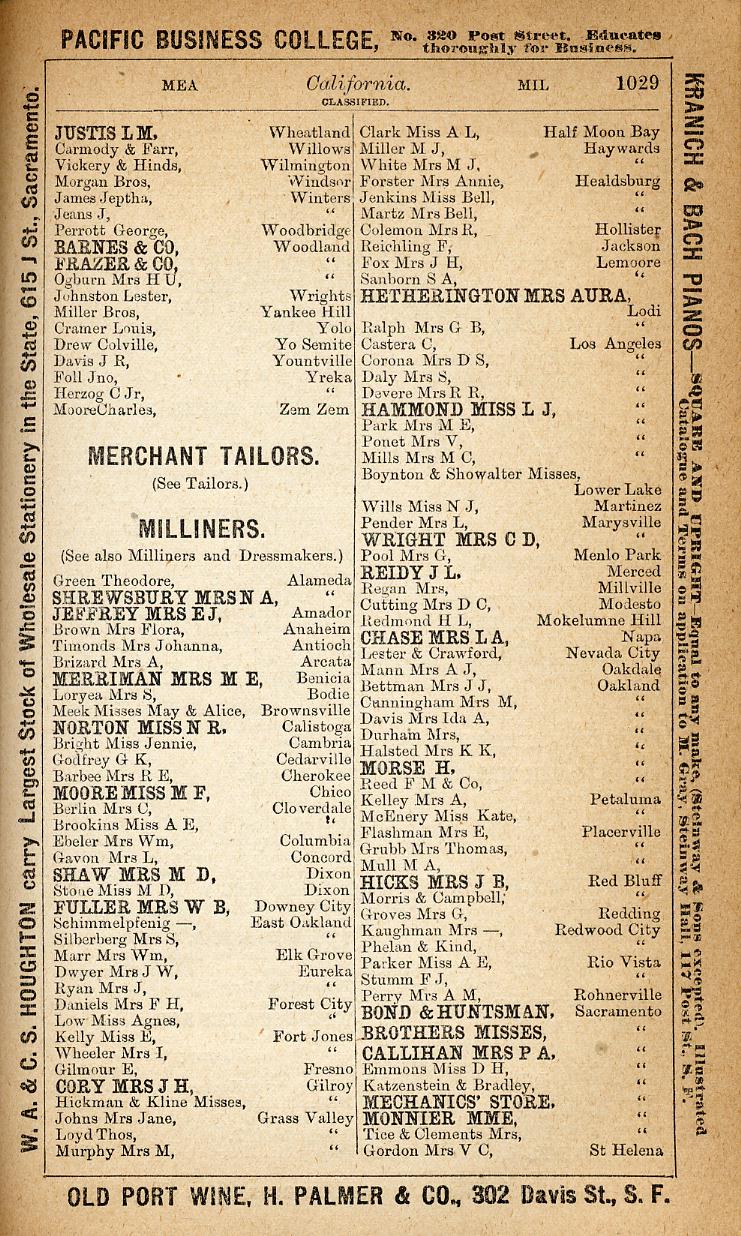 PACIFIC BUSINESS COLLEGE, No. 320 Post Street. Educates
thoroughly for Business.
MEA California. MIL 1029
CLASSIFIED.
JUSTIS L M, Wheatland
Carmody & Farr, Willows
Vickery & Hinds, Wilmington
Morgan Bros, Windsor
James Jeptha, Winters
Jeans J, “
Perrott George, Woodbridge
BARNES & CO, Woodland
FRAZER & CO, “
Ogburn Mrs H U, “
Johnston Lester, Wrights
Miller Bros, Yankee Hill
Cramer Louis, Yolo
Drew Colville, Yo Semite
Davis J R, Yountville
Foll Jno, Yreka
Herzog C Jr, “
MooreCharles, Zem Zem
MERCHANT TAILORS.
(See Tailors.)
MILLINERS.
(See also Milliners and Dressmakers.)
Green Theodore, Alameda
SHREWSBURY MRS N A, “
JEFFREY MRS E J, Amador
Brown Mrs Flora, Anaheim
Timonds Mrs Johanna, Antioch
Brizard Mrs A, Arcata
MERRIMAN MRS M E, Benicia
Loryea Mrs S, Bodie
Meek Misses May & Alice, Brownsville
NORTON MISS N R, Calistoga
Bright Miss Jennie, Cambria
Godfrey G K, Cedarville
Barbee Mrs R E, Cherokee
MOORE MISS M F, Chico
Berlin Mrs C, Cloverdale
Brookins Miss A E, “
Ebeler Mrs Wm, Columbia
Gavon Mrs L, Concord
SHAW MRS M D, Dixon
Stone Miss M D, Dixon
FULLER MRS W B, Downey City
Schimmelpfenig —, East Oakland
Silberberg Mrs S, “
Marr Mrs Wm, Elk Grove
Dwyer Mrs J W, Eureka
Ryan Mrs J, “
Daniels Mrs F H, Forest City
Low Miss Agnes, “
Kelly Miss E, Fort Jones
Wheeler Mrs I, “
Gilmour E, Fresno
CORY MRS J H, Gilroy
Hickman & Kline Misses, “
Johns Mrs Jane, Grass Valley
Loyd Thos, “
Murphy Mrs M, “
Clark Miss A L, Half Moon Bay
Miller M J, Haywards
White Mrs M J, “
Forster Mrs Annie, Healdsburg
Jenkins Miss Bell, “
Martz Mrs Bell, “
Colemon Mrs R, Hollister
Reichling F, Jackson
Fox Mrs J H, Lemoore
Sanborn S A, “
HETHERINGTON MRS AURA,
Lodi
Ralph Mrs G B, “
Castera C, Los Angeles
Corona Mrs D S, “
Daly Mrs S, “
Devere Mrs R R, “
HAMMOND MISS L J, “
Park Mrs M E, “
Ponet Mrs V, “
Mills Mrs M C, “
Boynton & Showalter Misses,
Lower Lake
Wills Miss N J, Martinez
Pender Mrs L, Marysville
WRIGHT MRS C D, “
Pool Mrs G, Menlo Park
REIDY J L, Merced
Regan Mrs, Millville
Cutting Mrs D C, Modesto
Redmond H L, Mokelumne Hill
CHASE MRS L A, Napa
Lester & Crawford, Nevada City
Mann Mrs A J, Oakdale
Bettman Mrs J J, Oakland
Cunningham Mrs M, “
Davis Mrs Ida A, “
Durham Mrs, “
Halsted Mrs K K, “
MORSE H, “
Reed F M & Co, “
Kelley Mrs A, Petaluma
McEnery Miss Kate, “
Flashman Mrs E, Placerville
Grubb Mrs Thomas, “
Mull M A, “
HICKS MRS J B, Red Bluff
Morris & Campbell, “
Groves Mrs G, Redding
Kaughman Mrs —, Redwood City
Phelan & Kind, “
Parker Miss A E, Rio Vista
Stumm F J, “
Perry Mrs A M, Rohnerville
BOND & HUNTSMAN, Sacramento
BROTHERS MISSES, “
CALLIHAN MRS P A, “
Emmons Miss D H, “
Katzenstein & Bradley, “
MECHANICS’ STORE, “
MONNIER MME, “
Tice & Clements Mrs, “
Gordon Mrs V C, St Helena
W. A. & C. S. HOUGHTON carry Largest Stock of Wholesale Stationery in the State, 615 J St., Sacramento.
KRANICH & BACH PIANOS—SQUARE AND UPRIGHT—Equal to any make, (Steinway & Sons excepted). Illustrated
Catalogue and Terms on application to M. Gray, Steinway Hall, 117 Post St., S. F.
OLD PORT WINE, H. PALMER & CO., 302 Davis St., S. F.